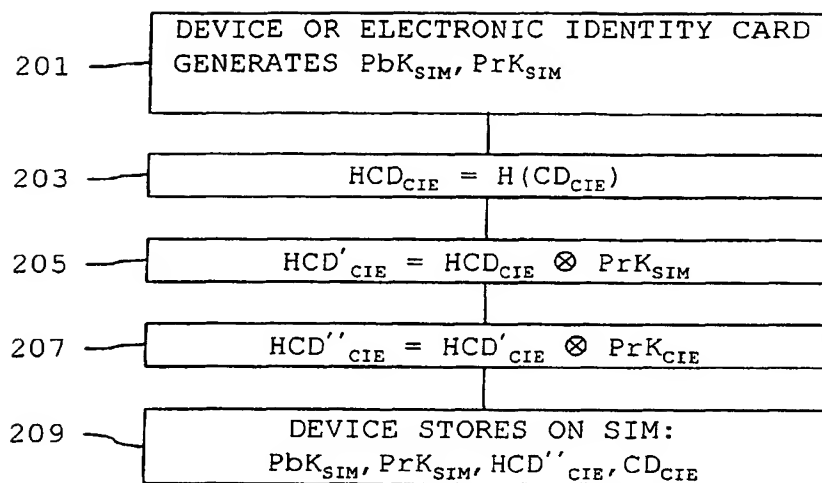 DEVICE OR ELECTRONIC IDENTITY CARD
201 GENERATES PbK_SIM, PrK_SIM
203 HCD_CIE = H(CD_CIE)
205 HCD'_CIE = HCD_CIE ⊗ PrK_SIM
207 HCD''_CIE = HCD'_CIE ⊗ PrK_CIE
209 DEVICE STORES ON SIM:
PbK_SIM, PrK_SIM, HCD''_CIE, CD_CIE